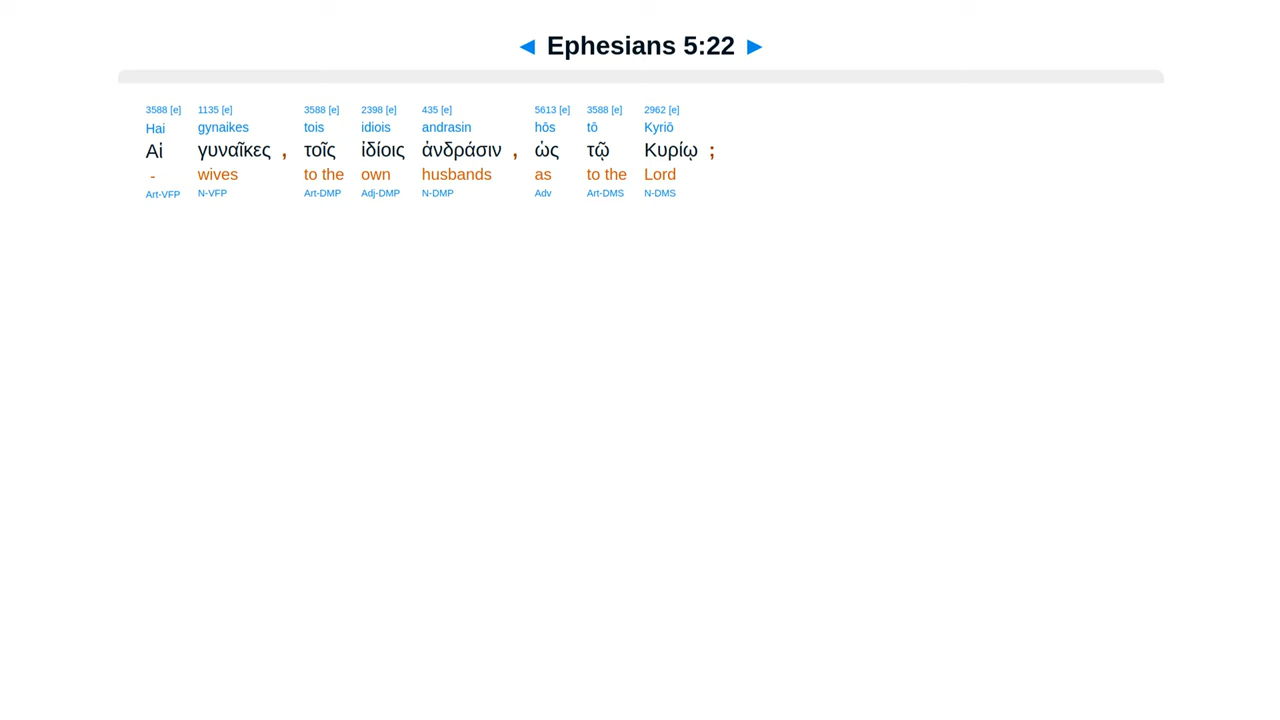 ◄ Ephesians 5:22 ►
3588 [e] 1135 [e] 3588 [e] 2398 [e] 435 [e] 5613 [e] 3588 [e] 2962 [e]
Hai gynaikes tois idiois andrasin hōs tō Kyriō
Αἱ γυναῖκες , τοῖς ἰδίοις ἀνδράσιν , ὡς τῷ Κυρίῳ ;
- wives to the own husbands as to the Lord
Art-VFP N-VFP Art-DMP Adj-DMP N-DMP Adv Art-DMS N-DMS